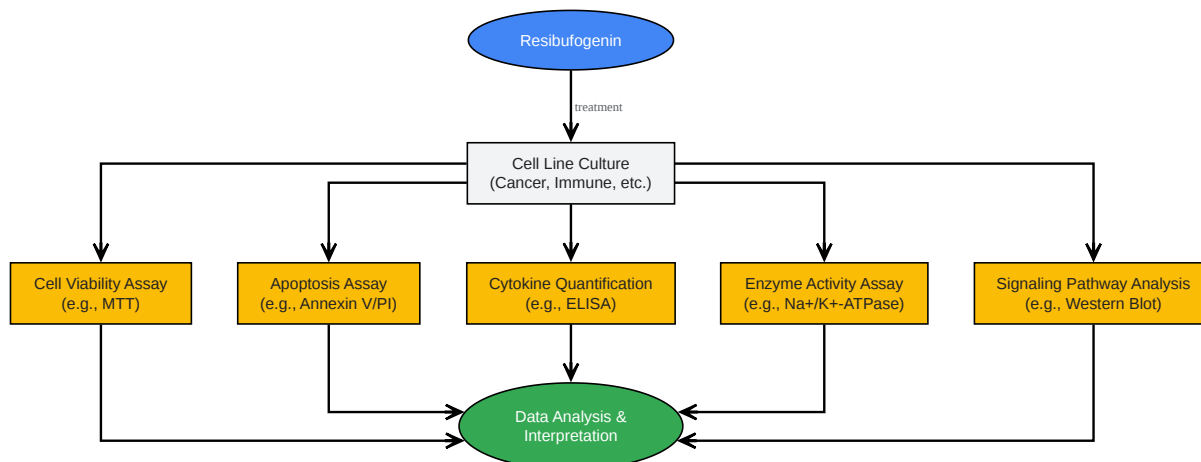 Resibufogenin
treatment
Cell Line Culture
(Cancer, Immune, etc.)
Cell Viability Assay
(e.g., MTT)
Apoptosis Assay
(e.g., Annexin V/PI)
Cytokine Quantification
(e.g., ELISA)
Enzyme Activity Assay
(e.g., Na+/K+-ATPase)
Signaling Pathway Analysis
(e.g., Western Blot)
Data Analysis &
Interpretation